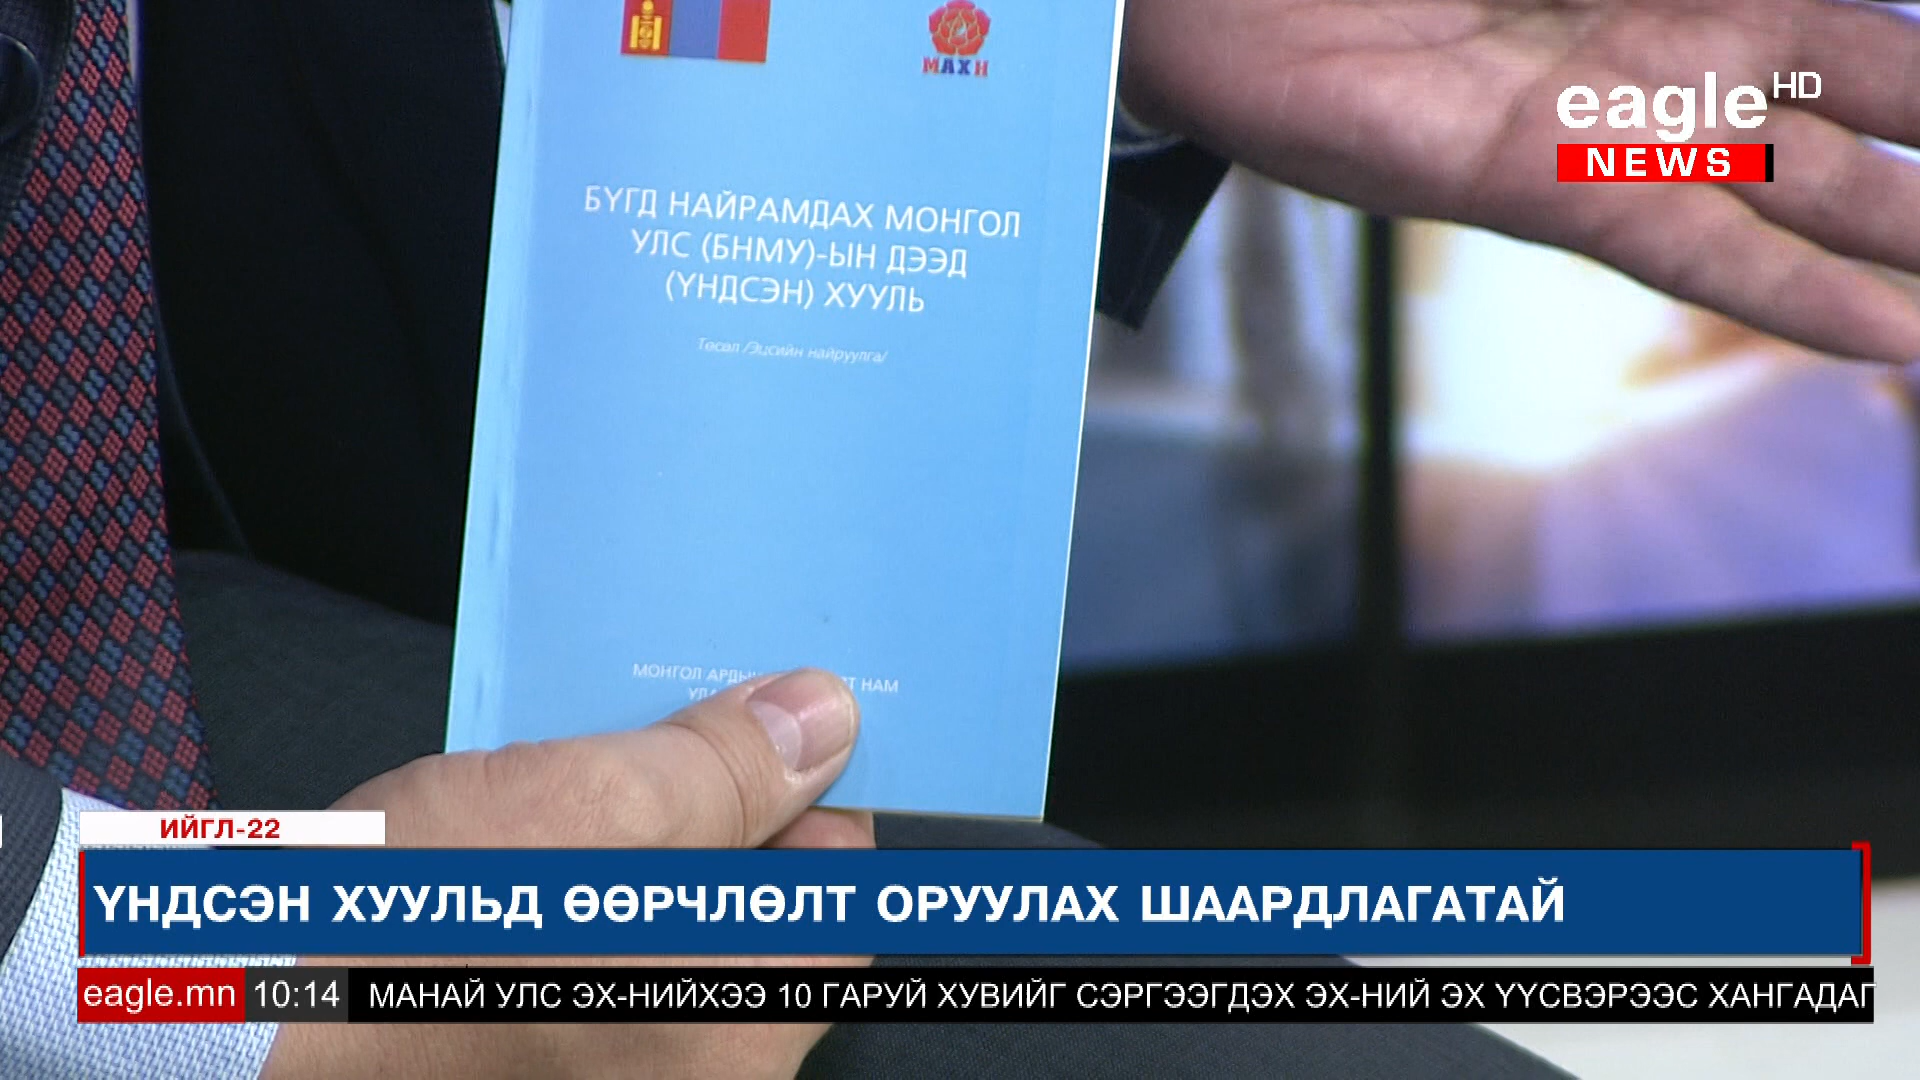 МАХН
eagle HD
NEWS
БҮГД НАЙРАМДАХ МОНГОЛ
УЛС (БНМУ)-ЫН ДЭЭД
(ҮНДСЭН) ХУУЛЬ
Төсөл /Эцсийн найруулга/
МОНГОЛ НАМ
ИЙГЛ-22
ҮНДСЭН ХУУЛЬД ӨӨРЧЛӨЛТ ОРУУЛАХ ШААРДЛАГАТАЙ
eagle.mn 10:14 МАНАЙ УЛС ЭХ-НИЙХЭЭ 10 ГАРУЙ ХУВИЙГ СЭРГЭЭГДЭХ ЭХ-НИЙ ЭХ ҮҮСВЭРЭЭС ХАНГАДАГ